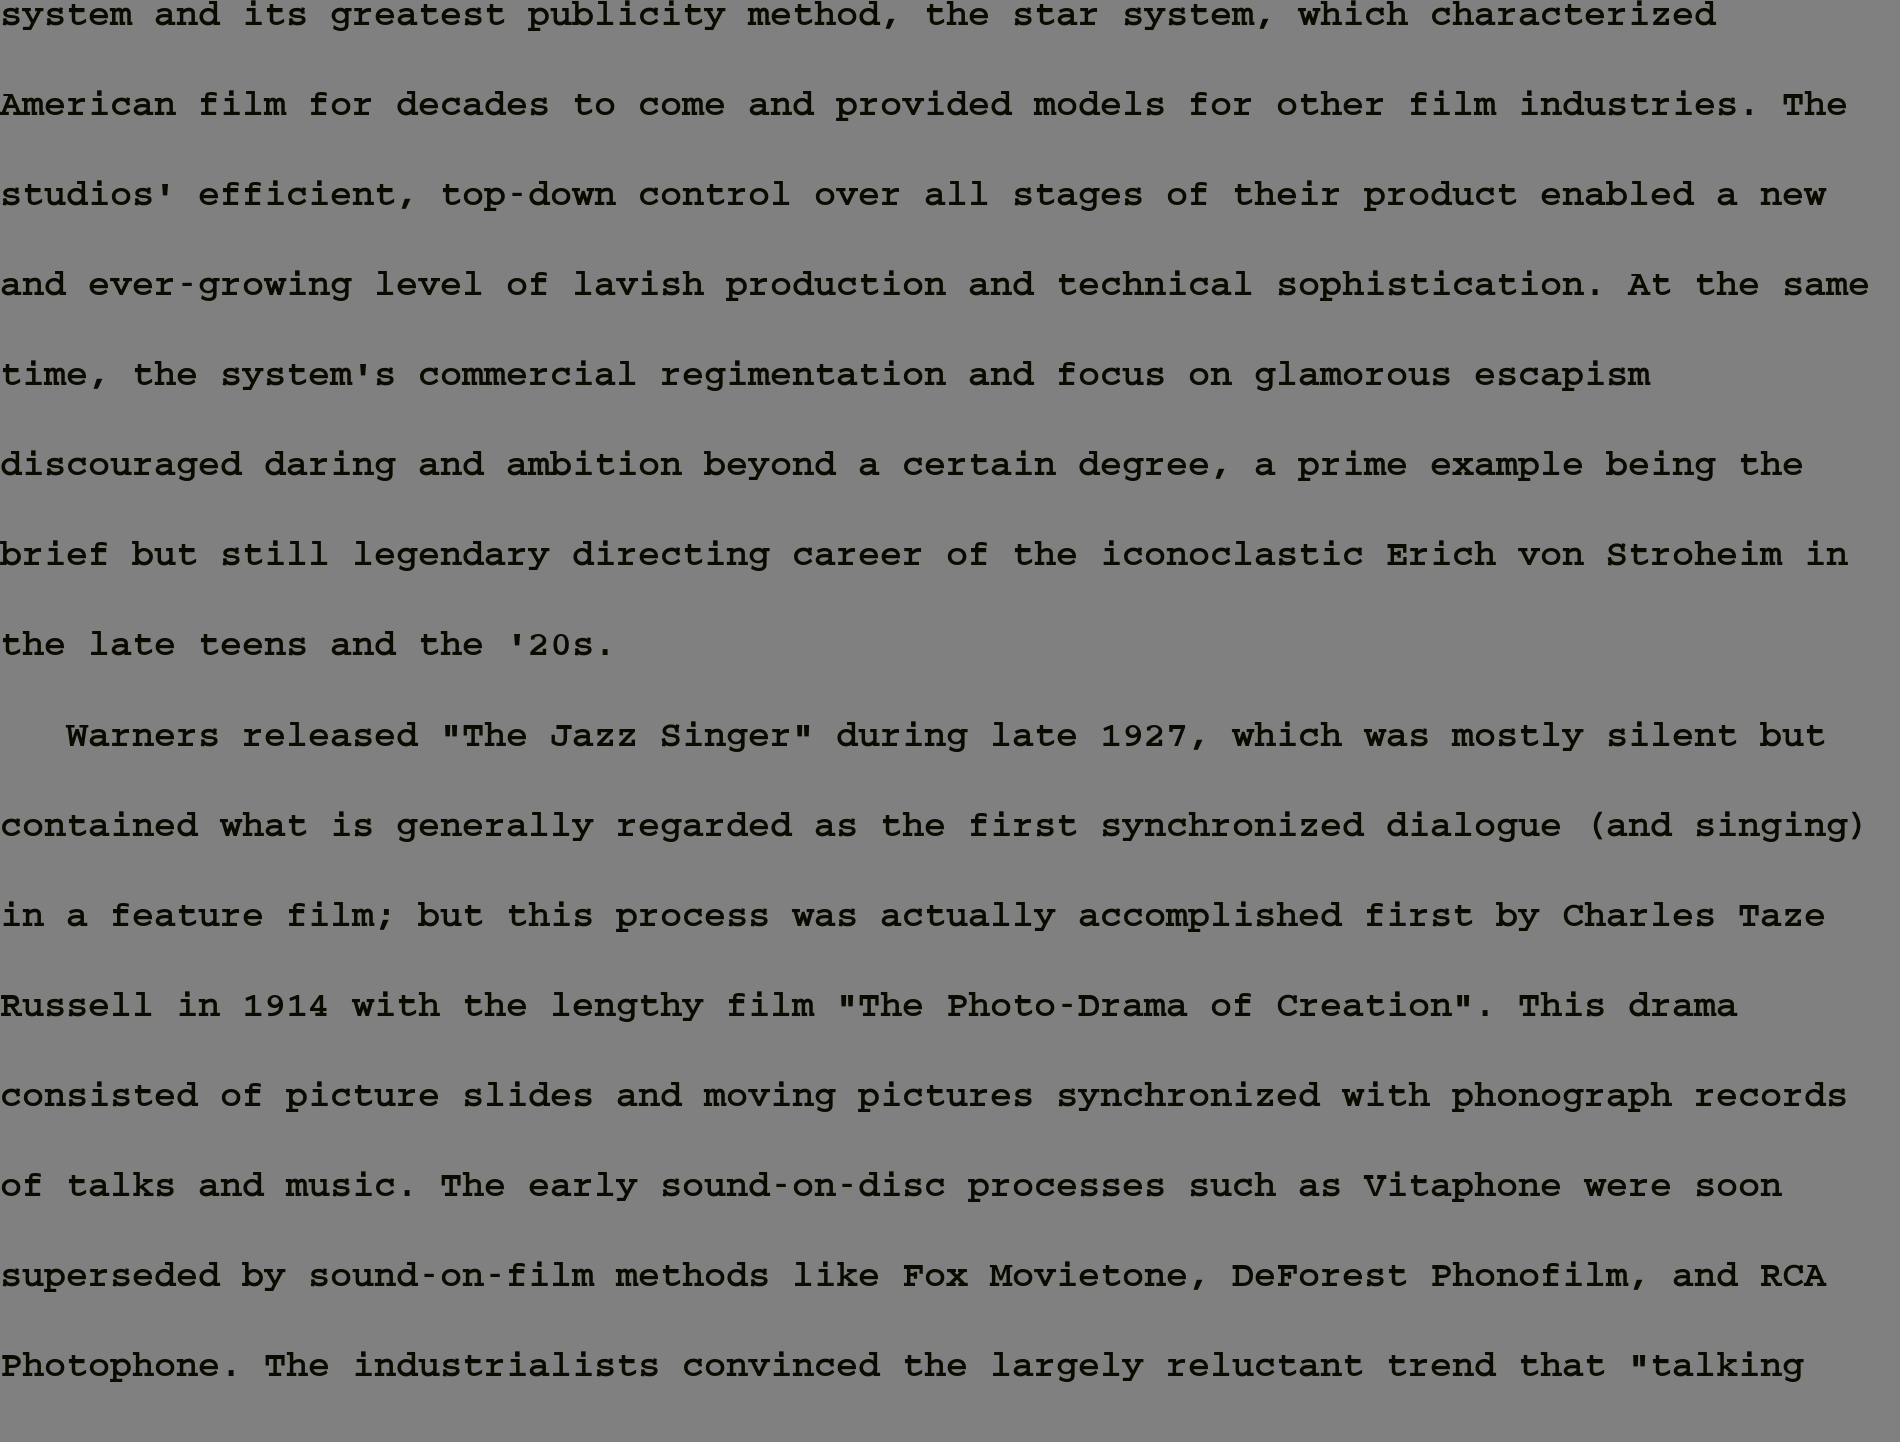 system and its greatest publicity method, the star system, which characterized
American film for decades to come and provided models for other film industries. The
studios' efficient, top-down control over all stages of their product enabled a new
and ever-growing level of lavish production and technical sophistication. At the same
time, the system's commercial regimentation and focus on glamorous escapism
discouraged daring and ambition beyond a certain degree, a prime example being the
brief but still legendary directing career of the iconoclastic Erich von Stroheim in
the late teens and the '20s.
Warners released "The Jazz Singer" during late 1927, which was mostly silent but
contained what is generally regarded as the first synchronized dialogue (and singing)
in a feature film; but this process was actually accomplished first by Charles Taze
Russell in 1914 with the lengthy film "The Photo-Drama of Creation". This drama
consisted of picture slides and moving pictures synchronized with phonograph records
of talks and music. The early sound-on-disc processes such as Vitaphone were soon
superseded by sound-on-film methods like Fox Movietone, DeForest Phonofilm, and RCA
Photophone. The industrialists convinced the largely reluctant trend that "talking